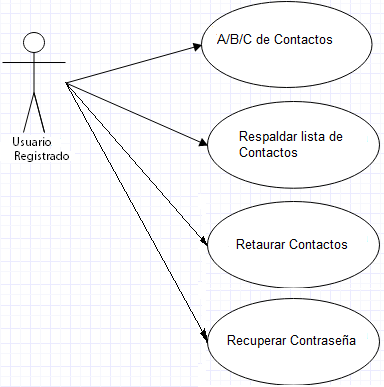 A/B/C de Contactos
Respaldar lista de
Contactos
Usuario
Registrado
Retaurar Contactos
Recuperar Contraseña